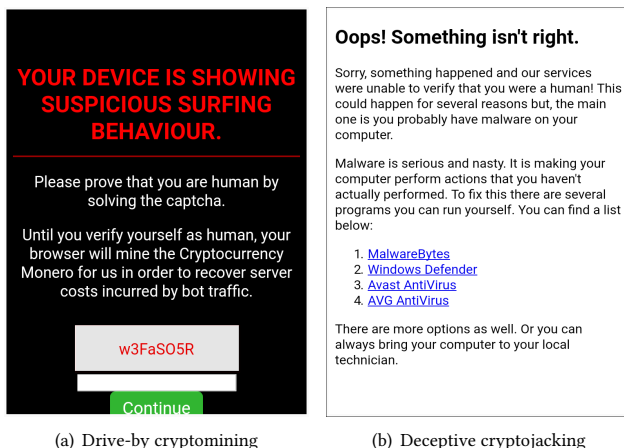 YOUR DEVICE IS SHOWING
SUSPICIOUS SURFING
BEHAVIOUR.
Please prove that you are human by
solving the captcha.
Until you verify yourself as human, your
browser will mine the Cryptocurrency
Monero for us in order to recover server
costs incurred by bot traffic.
w3FaSO5R
Continue
(a) Drive-by cryptomining
Oops! Something isn't right.
Sorry, something happened and our services
were unable to verify that you were a human! This
could happen for several reasons but, the main
one is you probably have malware on your
computer.
Malware is serious and nasty. It is making your
computer perform actions that you haven't
actually performed. To fix this there are several
programs you can run yourself. You can find a list
below:
1. MalwareBytes
2. Windows Defender
3. Avast AntiVirus
4. AVG AntiVirus
There are more options as well. Or you can
always bring your computer to your local
technician.
(b) Deceptive cryptojacking